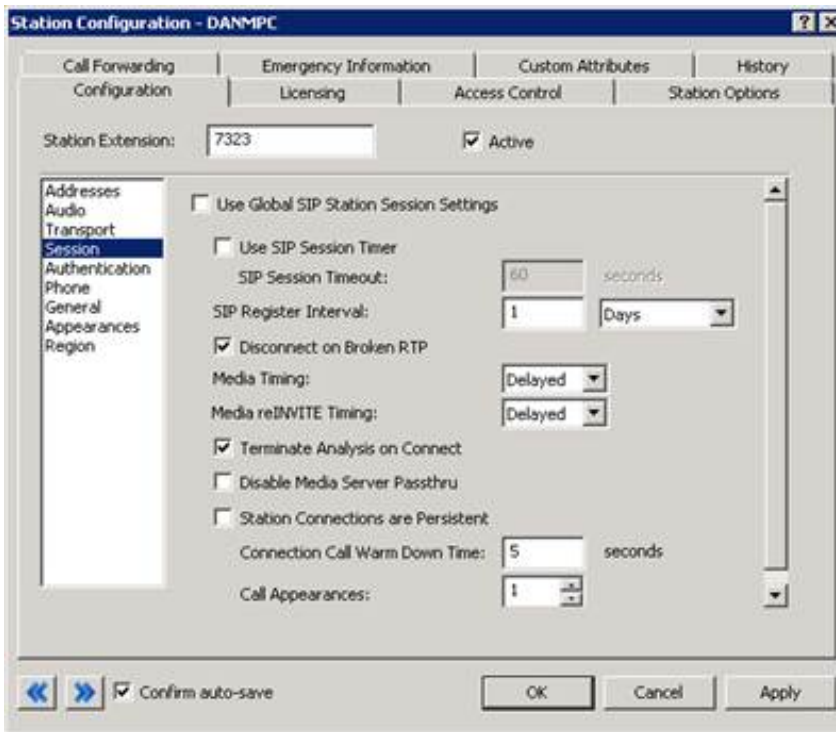 Station Configuration - DANMPC
Call Forwarding Emergency Information Custom Attributes History
Configuration Licensing Access Control Station Options
Station Extension: 7323 Active
Addresses
Audio
Transport
Session
Authentication
Phone
General
Appearances
Region
Use Global SIP Station Session Settings
Use SIP Session Timer
SIP Session Timeout: 60 seconds
SIP Register Interval: 1 Days
Disconnect on Broken RTP
Media Timing: Delayed
Media reINVITE Timing: Delayed
Terminate Analysis on Connect
Disable Media Server Passthru
Station Connections are Persistent
Connection Call Warm Down Time: 5 seconds
Call Appearances: 1
Confirm auto-save OK Cancel Apply